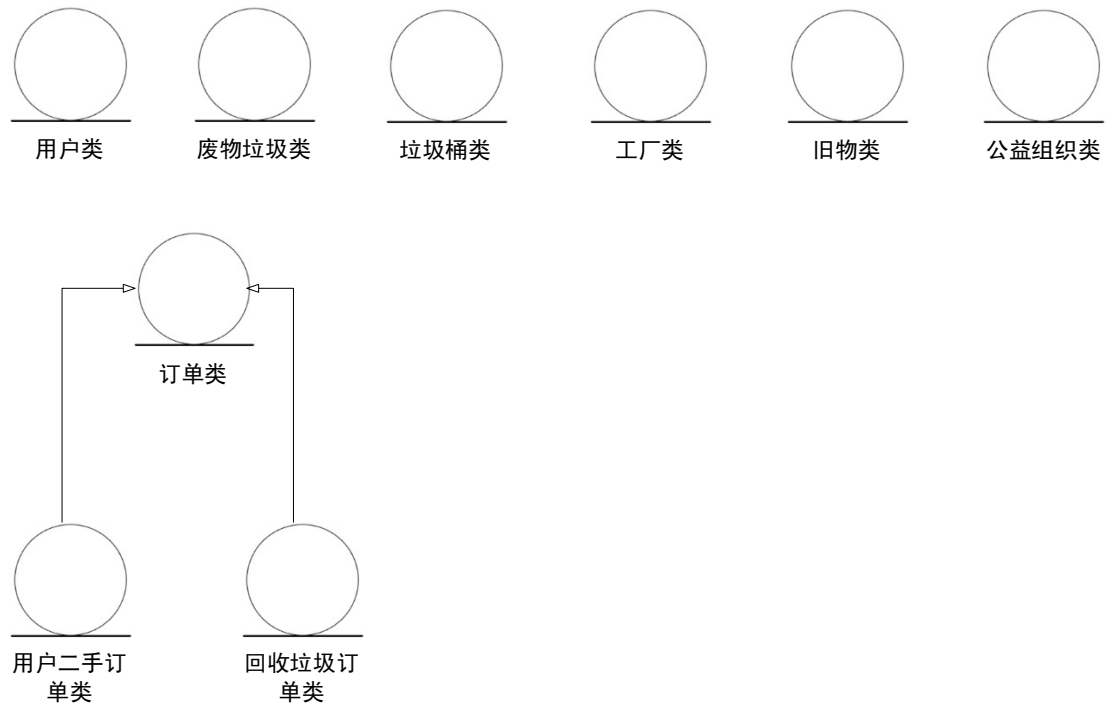 用户类
废物垃圾类
垃圾桶类
工厂类
旧物类
公益组织类
订单类
用户二手订
单类
回收垃圾订
单类